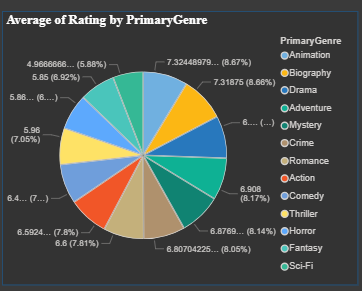 Average of Rating by PrimaryGenre
4.9666666... (5.88%)
7.32448979... (8.67%)
5.85 (6.92%)
7.31875 (8.66%)
5.86... (6....)
6.... (...)
5.96
(7.05%)
6.4... (7...)
6.908
(8.17%)
6.5924... (7.8%)
6.8769... (8.14%)
6.6 (7.81%)
6.80704225... (8.05%)
PrimaryGenre
Animation
Biography
Drama
Adventure
Mystery
Crime
Romance
Action
Comedy
Thriller
Horror
Fantasy
Sci-Fi